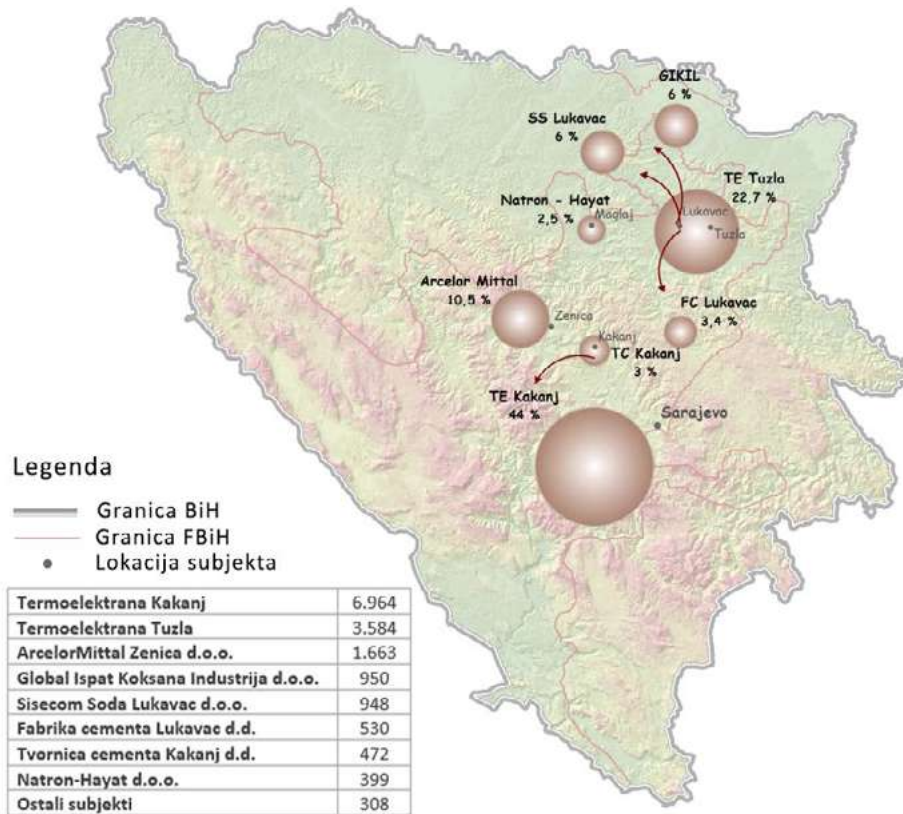 GIKIL
6 %
SS Lukavac
6 %
TE Tuzla
22,7 %
Natron - Hayat
2,5 %
Maglaj
Lukavac
Tuzla
Arcelor Mittal
10,5 %
Zenica
FC Lukavac
3,4 %
Kakanj
TC Kakanj
3 %
TE Kakanj
44 %
Sarajevo
Legenda
Granica BiH
Granica FBiH
Lokacija subjekta
Termoelektrana Kakanj 6.964
Termoelektrana Tuzla 3.584
ArcelorMittal Zenica d.o.o. 1.663
Global Ispat Koksana Industrija d.o.o. 950
Sisecom Soda Lukavac d.o.o. 948
Fabrika cementa Lukavac d.d. 530
Tvornica cementa Kakanj d.d. 472
Natron-Hayat d.o.o. 399
Ostali subjekti 308